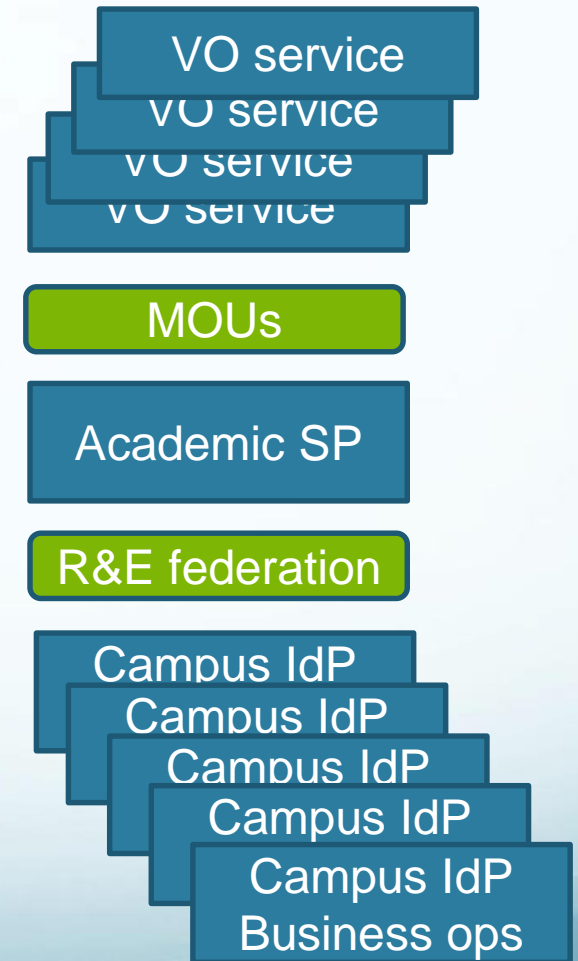 VO service
VO service
VO service
VO service
MOUs
Academic SP
R&E federation
Campus IdP
Campus IdP
Campus IdP
Campus IdP
Campus IdP
Business ops